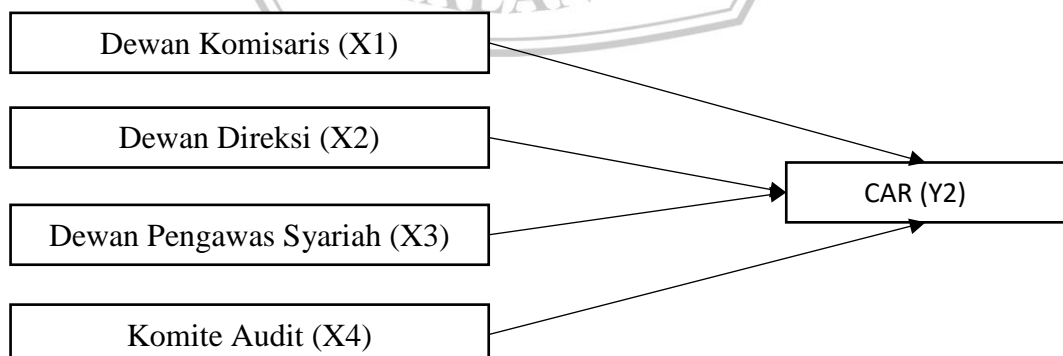 Dewan Komisaris (X1)
Dewan Direksi (X2)
CAR (Y2)
Dewan Pengawas Syariah (X3)
Komite Audit (X4)